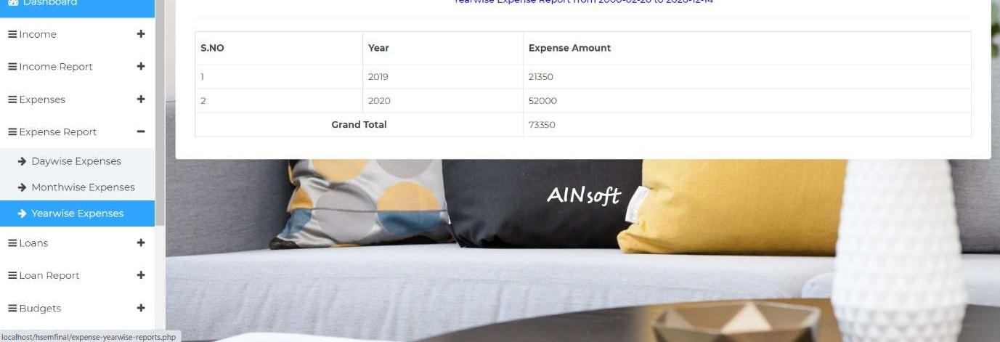 Dashboard
Yearwise Expense Report from 2000-02-20 to 2020-12-14
Income
Income Report
Expenses
Expense Report
Daywise Expenses
Monthwise Expenses
Yearwise Expenses
Loans
Loan Report
Budgets
S.NO Year Expense Amount
1 2019 21350
2 2020 52000
Grand Total 73350
AINsoft
localhost/hsemfinal/expense-yearwise-reports.php